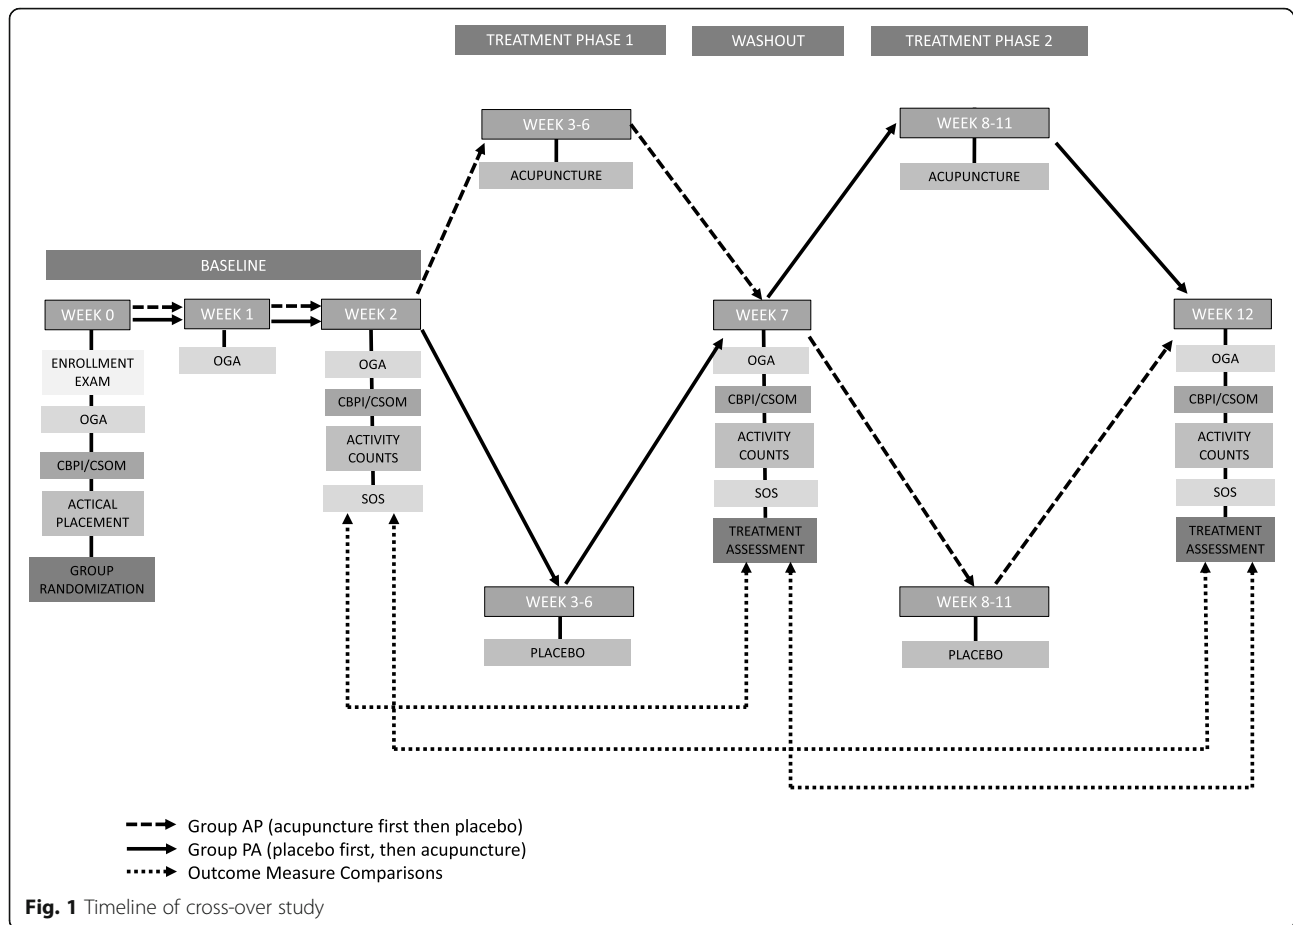 TREATMENT PHASE 1
WASHOUT
TREATMENT PHASE 2
WEEK 3-6
ACUPUNCTURE
WEEK 8-11
ACUPUNCTURE
BASELINE
WEEK 0
ENROLLMENT
EXAM
OGA
CBPI/CSOM
ACTICAL
PLACEMENT
GROUP
RANDOMIZATION
WEEK 1
OGA
WEEK 2
OGA
CBPI/CSOM
ACTIVITY
COUNTS
SOS
WEEK 7
OGA
CBPI/CSOM
ACTIVITY
COUNTS
SOS
TREATMENT
ASSESSMENT
WEEK 12
OGA
CBPI/CSOM
ACTIVITY
COUNTS
SOS
TREATMENT
ASSESSMENT
WEEK 3-6
PLACEBO
WEEK 8-11
PLACEBO
Group AP (acupuncture first then placebo)
Group PA (placebo first, then acupuncture)
Outcome Measure Comparisons
Fig. 1 Timeline of cross-over study